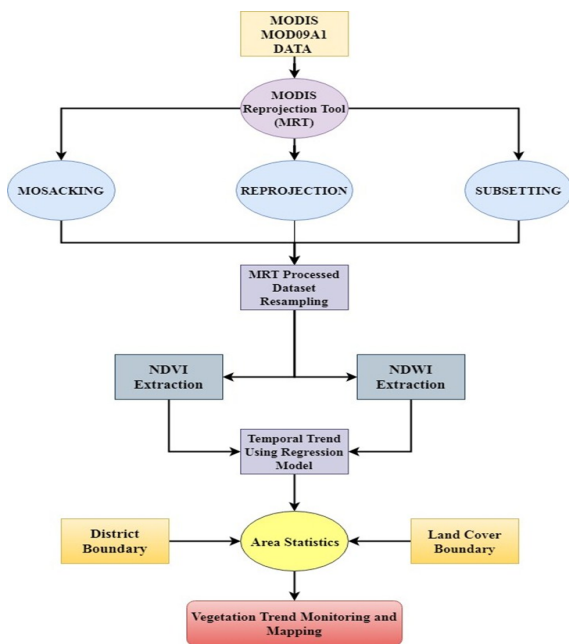 MODIS
MOD09A1
DATA
MODIS
Reprojection Tool
(MRT)
MOSACKING
REPROJECTION
SUBSETTING
MRT Processed
Dataset
Resampling
NDVI
Extraction
NDWI
Extraction
Temporal Trend
Using Regression
Model
District
Boundary
Area Statistics
Land Cover
Boundary
Vegetation Trend Monitoring and
Mapping